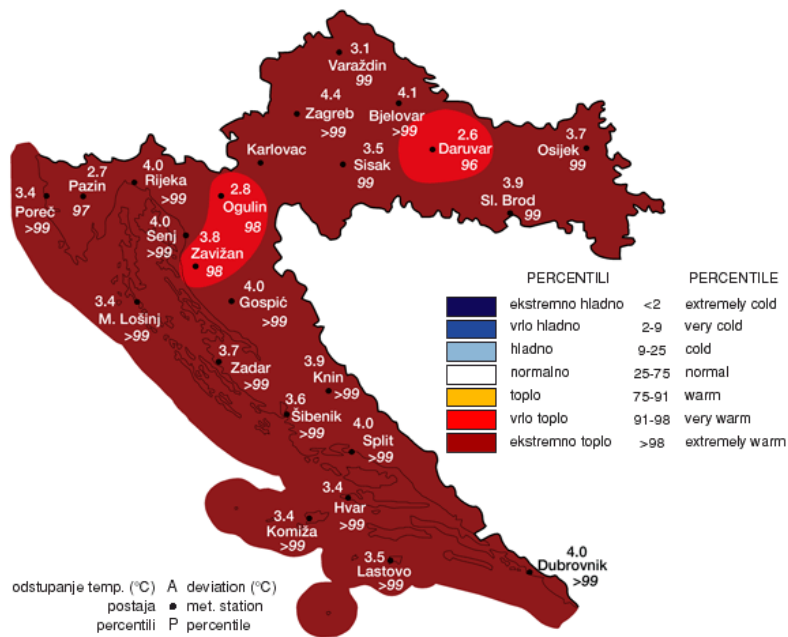 3.1
Varaždin
99
4.4
Zagreb
>99
4.1
Bjelovar
>99
2.6
Daruvar
96
3.7
Osijek
99
Karlovac
3.5
Sisak
99
3.9
Sl. Brod
99
3.4
Poreč
>99
2.7
Pazin
97
4.0
Rijeka
>99
2.8
Ogulin
98
4.0
Senj
>99
3.8
Zavižan
98
4.0
Gospić
>99
3.4
M. Lošinj
>99
3.7
Zadar
>99
3.9
Knin
>99
3.6
Šibenik
>99
4.0
Split
>99
3.4
Hvar
>99
3.4
Komiža
>99
3.5
Lastovo
>99
4.0
Dubrovnik
>99
PERCENTILI PERCENTILE
ekstremno hladno <2 extremely cold
vrlo hladno 2-9 very cold
hladno 9-25 cold
normalno 25-75 normal
toplo 75-91 warm
vrlo toplo 91-98 very warm
ekstremno toplo >98 extremely warm
odstupanje temp. (°C) A deviation (°C)
postaja ● met. station
percentili P percentile